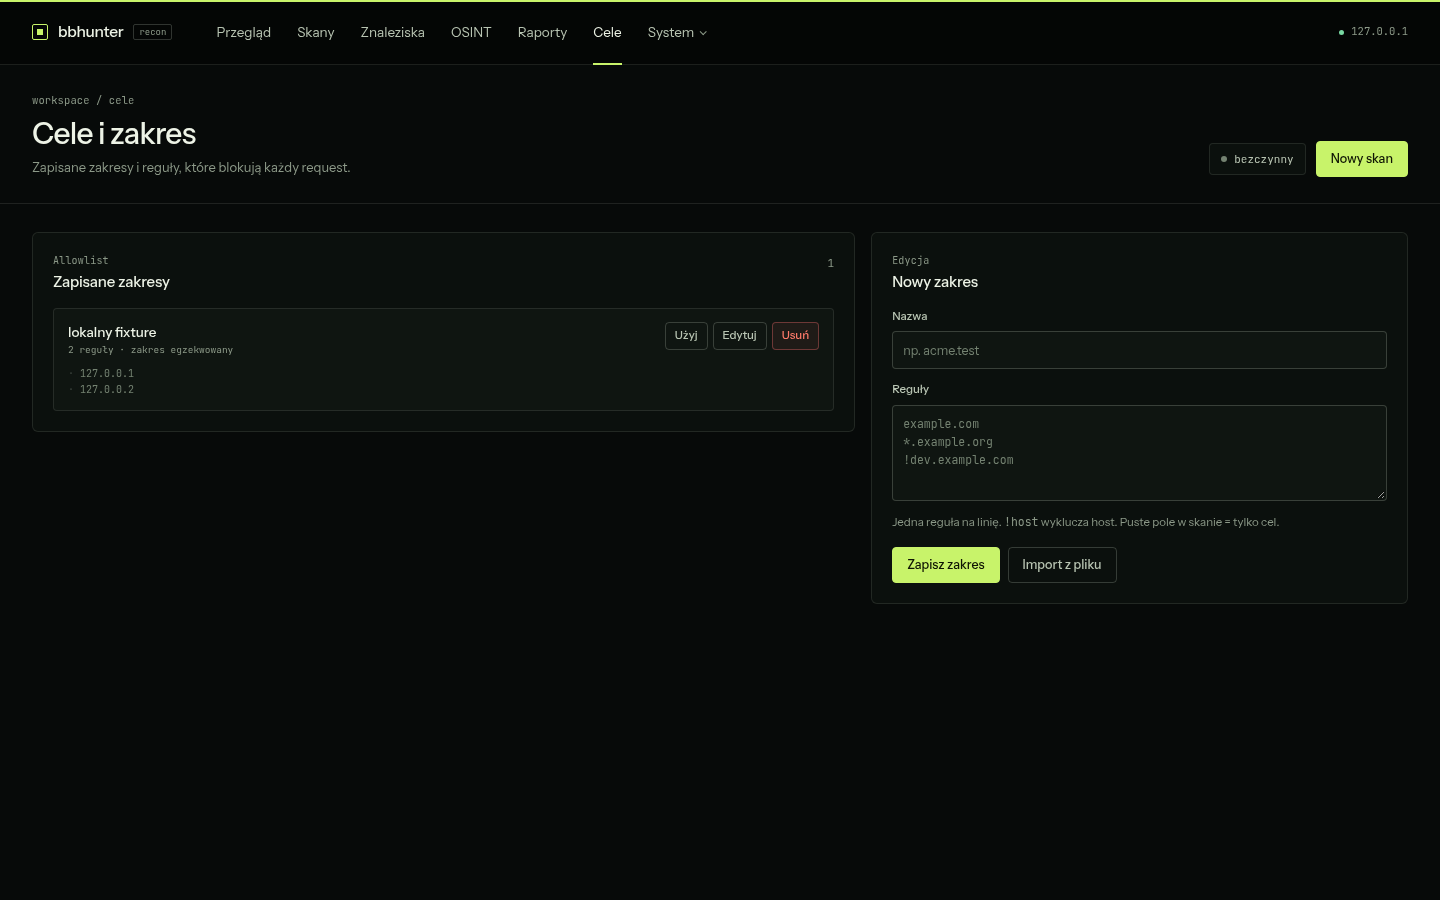 bbhunter recon Przegląd Skany Znaleziska OSINT Raporty Cele System 127.0.0.1
workspace / cele
Cele i zakres
Zapisane zakresy i reguły, które blokują każdy request.
bezczynny Nowy skan
Allowlist
Zapisane zakresy
1
lokalny fixture
2 reguły · zakres egzekwowany
Użyj Edytuj Usuń
· 127.0.0.1
· 127.0.0.2
Edycja
Nowy zakres
Nazwa
np. acme.test
Reguły
example.com
*.example.org
!dev.example.com
Jedna reguła na linię. !host wyklucza host. Puste pole w skanie = tylko cel.
Zapisz zakres Import z pliku